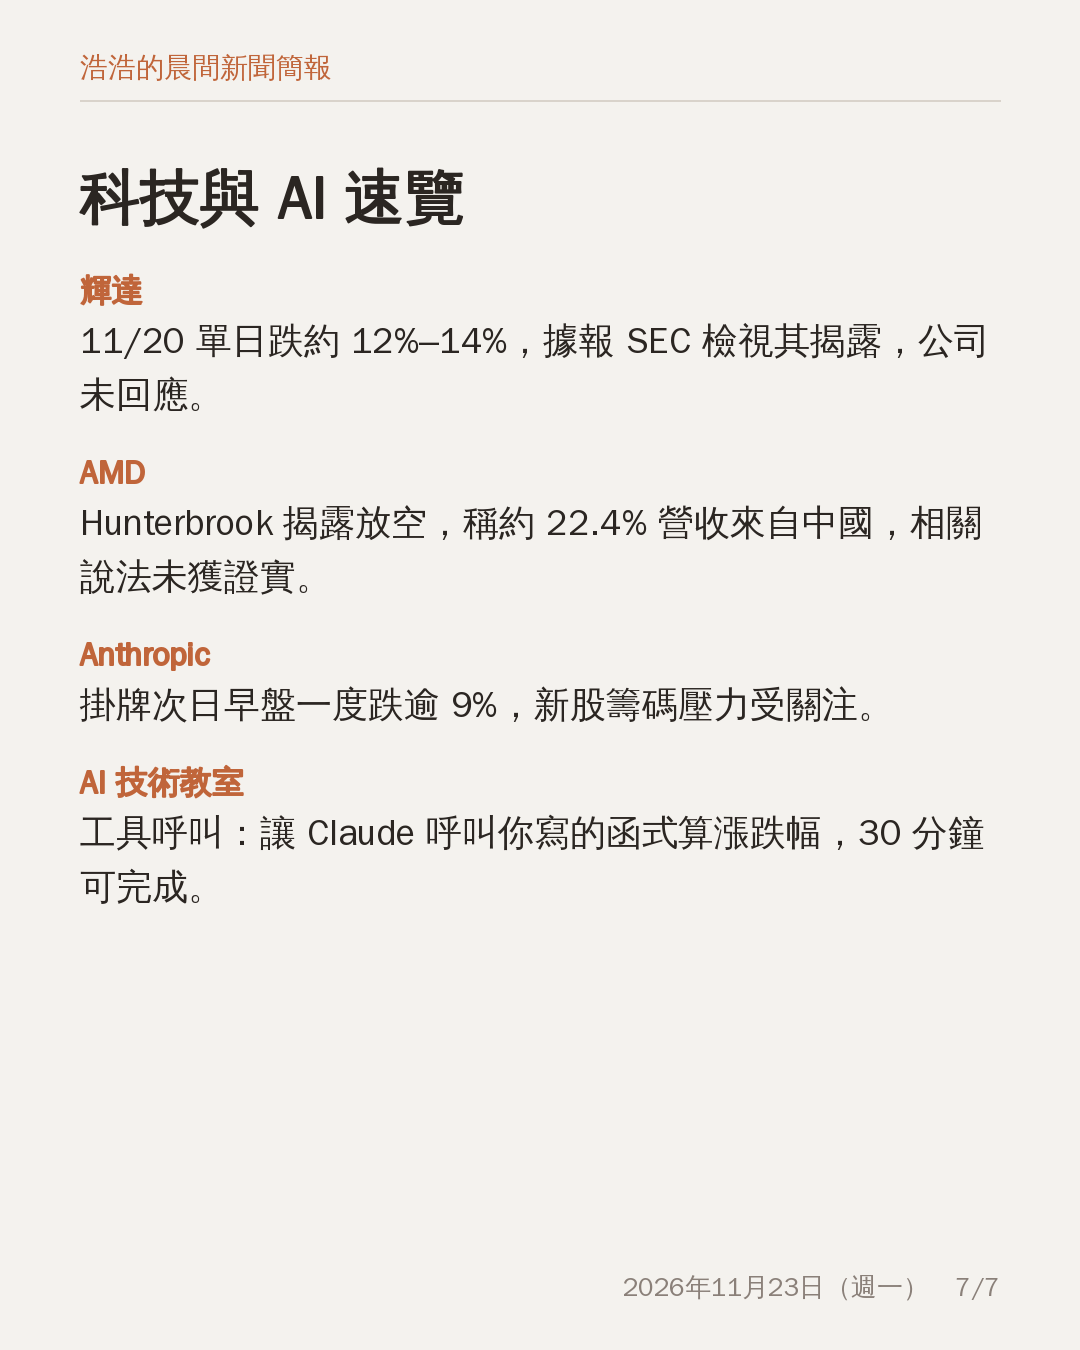 浩浩的晨間新聞簡報
科技與 AI 速覽
輝達
11/20 單日跌約 12%–14%，據報 SEC 檢視其揭露，公司
未回應。
AMD
Hunterbrook 揭露放空，稱約 22.4% 營收來自中國，相關
說法未獲證實。
Anthropic
掛牌次日早盤一度跌逾 9%，新股籌碼壓力受關注。
AI 技術教室
工具呼叫：讓 Claude 呼叫你寫的函式算漲跌幅，30 分鐘
可完成。
2026年11月23日（週一） 7/7